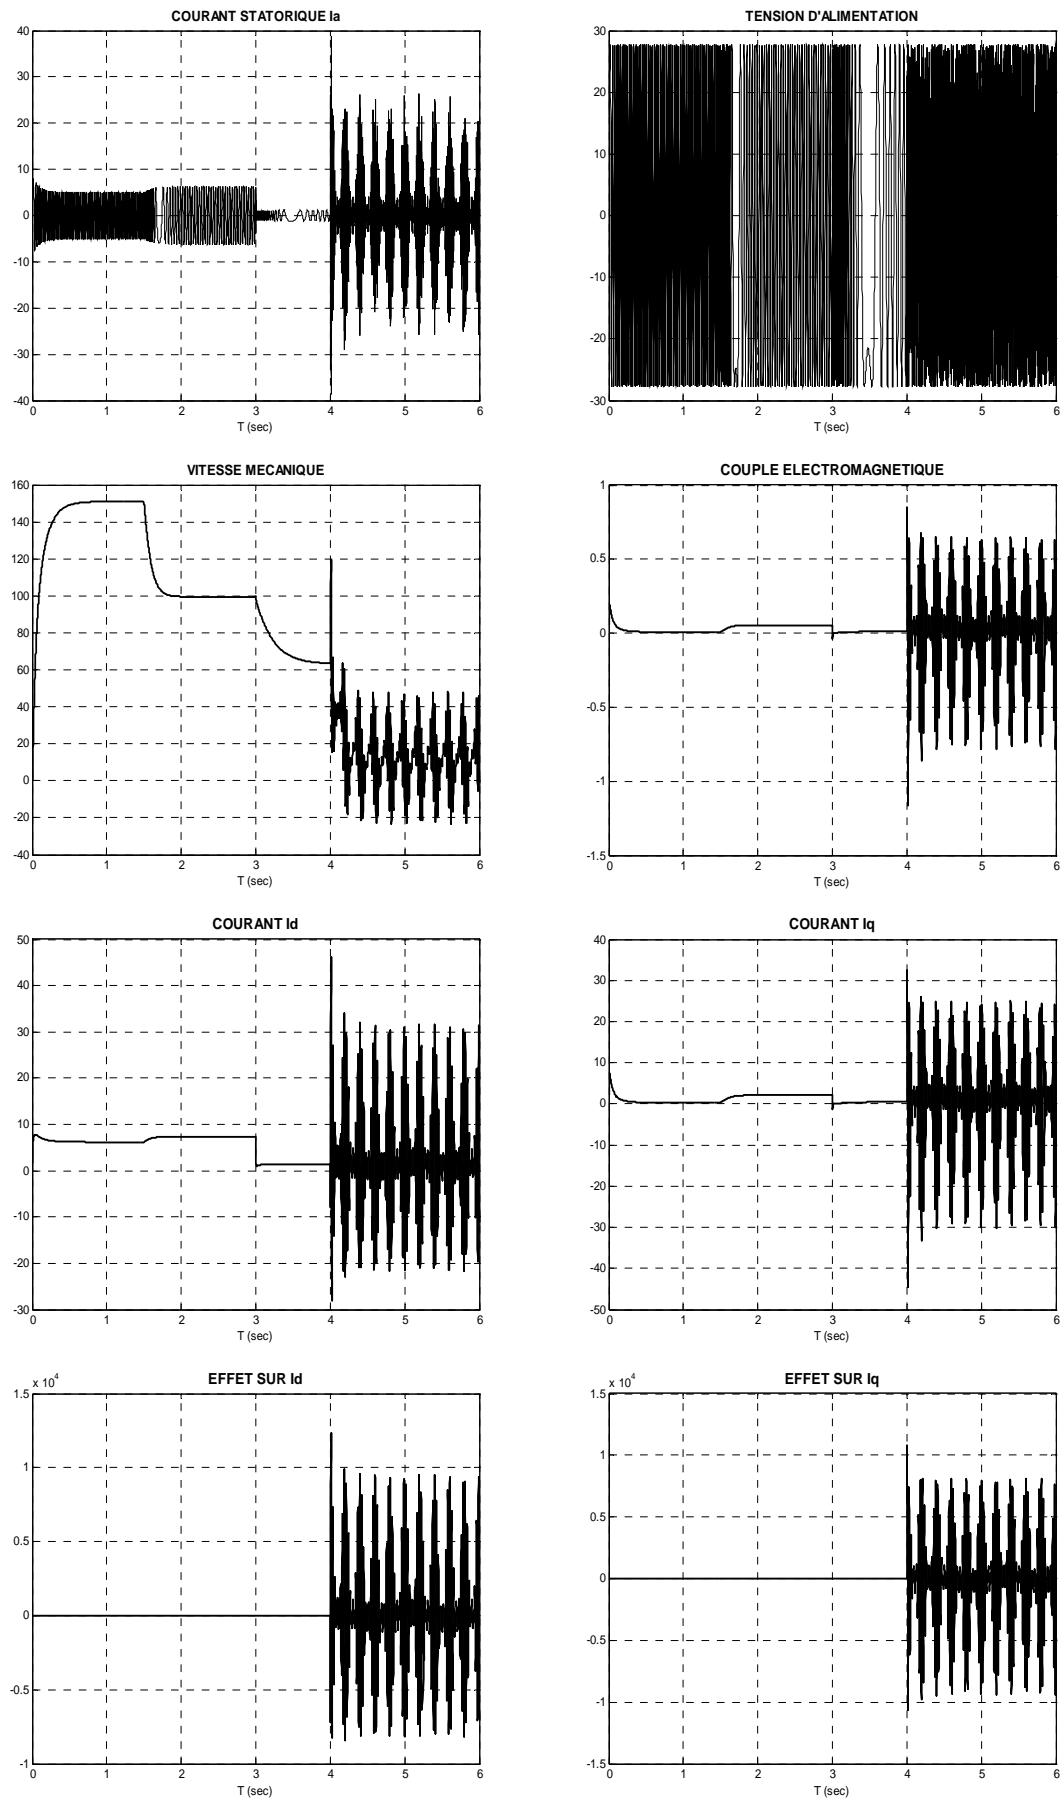 COURANT STATORIQUE Ia
40
30
20
10
0
-10
-20
-30
-40
0 1 2 3 4 5 6
T (sec)
TENSION D'ALIMENTATION
30
20
10
0
-10
-20
-30
0 1 2 3 4 5 6
T (sec)
VITESSE MECANIQUE
160
140
120
100
80
60
40
20
0
-20
-40
0 1 2 3 4 5 6
T (sec)
COUPLE ELECTROMAGNETIQUE
1
0.5
0
-0.5
-1
-1.5
0 1 2 3 4 5 6
T (sec)
COURANT Id
50
40
30
20
10
0
-10
-20
-30
0 1 2 3 4 5 6
T (sec)
COURANT Iq
40
30
20
10
0
-10
-20
-30
-40
-50
0 1 2 3 4 5 6
T (sec)
EFFET SUR Id
x 10^4
1.5
1
0.5
0
-0.5
-1
0 1 2 3 4 5 6
T (sec)
EFFET SUR Iq
x 10^4
1.5
1
0.5
0
-0.5
-1
-1.5
0 1 2 3 4 5 6
T (sec)